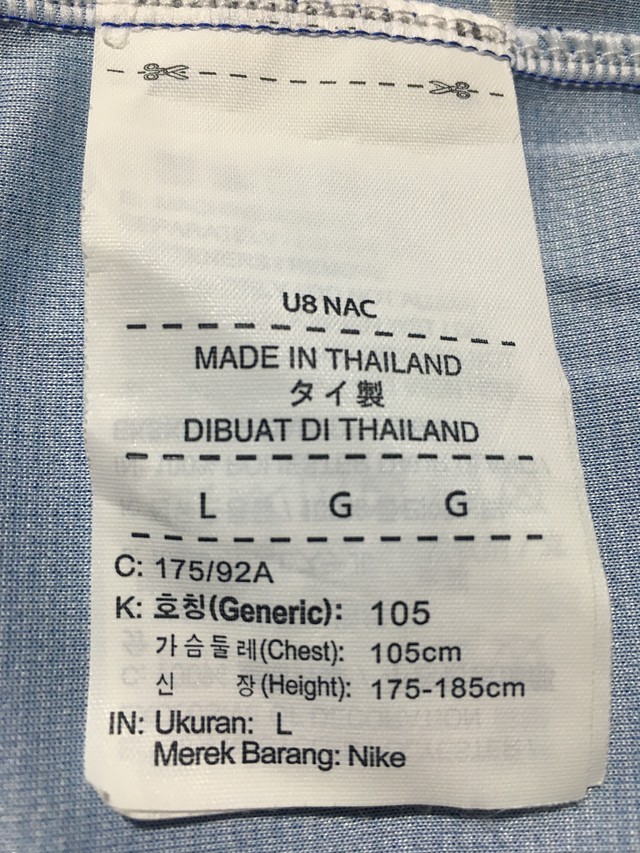 U8 NAC
MADE IN THAILAND
タイ製
DIBUAT DI THAILAND
L G G
C: 175/92A
K: 호칭(Generic): 105
가슴둘레(Chest): 105cm
신 장(Height): 175-185cm
IN: Ukuran: L
Merek Barang: Nike